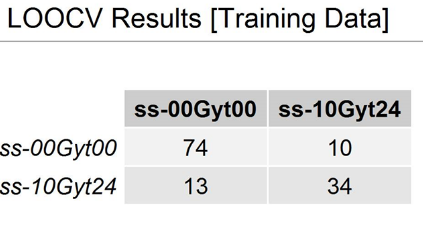 LOOCV Results [Training Data]
ss-00Gyt00 ss-10Gyt24
ss-00Gyt00 74 10
ss-10Gyt24 13 34